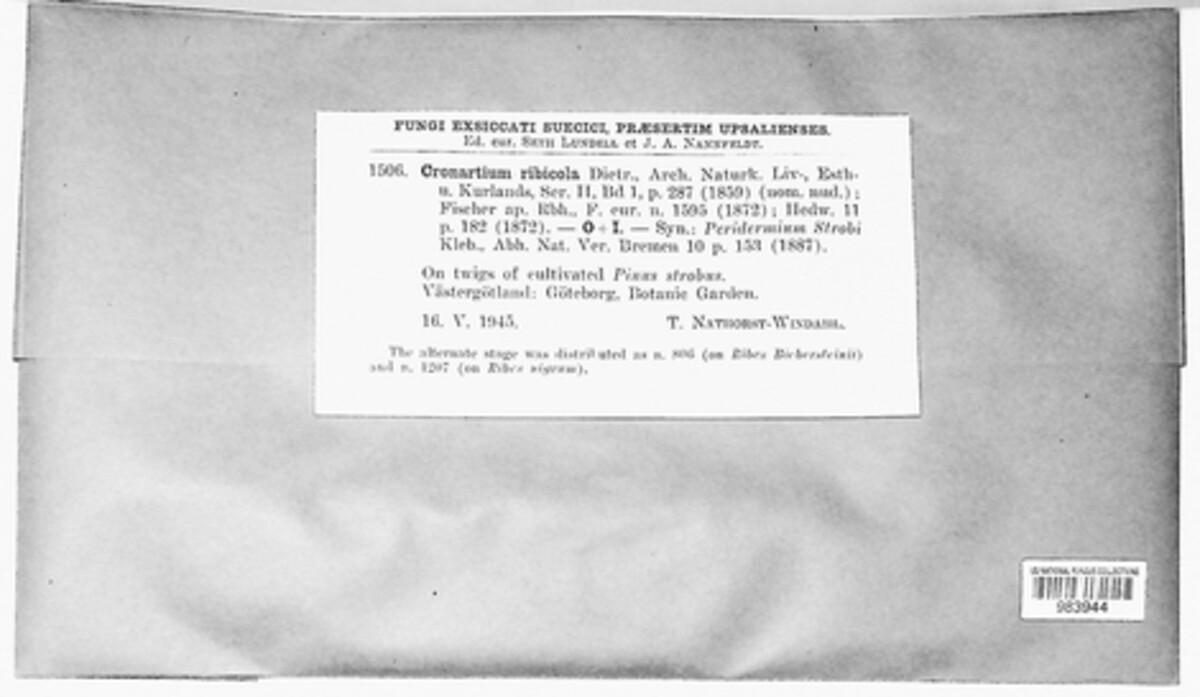 FUNGI EXSICCATI SUECICI, PRÆSERTIM UPSALIENSES.
Ed. cur. SETH LUNDELL et J. A. NANNFELDT.
1506. Cronartium ribicola Dietr., Arch. Naturk. Liv-, Esth-
u. Kurlands, Ser. II, Bd 1, p. 287 (1859) (nom. nud.);
Fischer ap. Rbh., F. eur. n. 1595 (1872); Hedw. 11
p. 182 (1872). — O + I. — Syn.: Peridermium Strobi
Kleb., Abh. Nat. Ver. Bremen 10 p. 153 (1887).
On twigs of cultivated Pinus strobus.
Västergötland: Göteborg, Botanic Garden.
16. V. 1945. T. NATHORST-WINDAHL.
The alternate stage was distributed as n. 806 (on Ribes Biebersteinii)
and n. 1207 (on Ribes nigrum).
US NATIONAL FUNGUS COLLECTIONS
983944